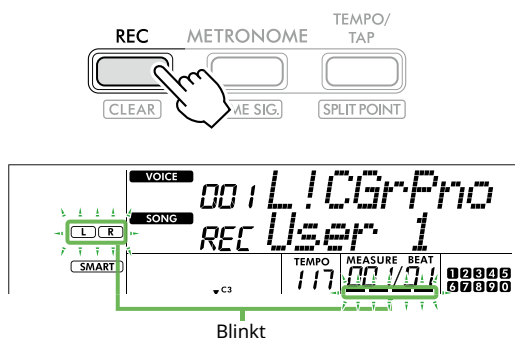 REC METRONOME TEMPO/
TAP
CLEAR ME SIG. SPLIT POINT
VOICE 001 L!CGrPno
SONG REC User 1
L R
SMART
TEMPO MEASURE BEAT
117 001/01
C3
1 2 3 4 5
6 7 8 9 0
Blinkt